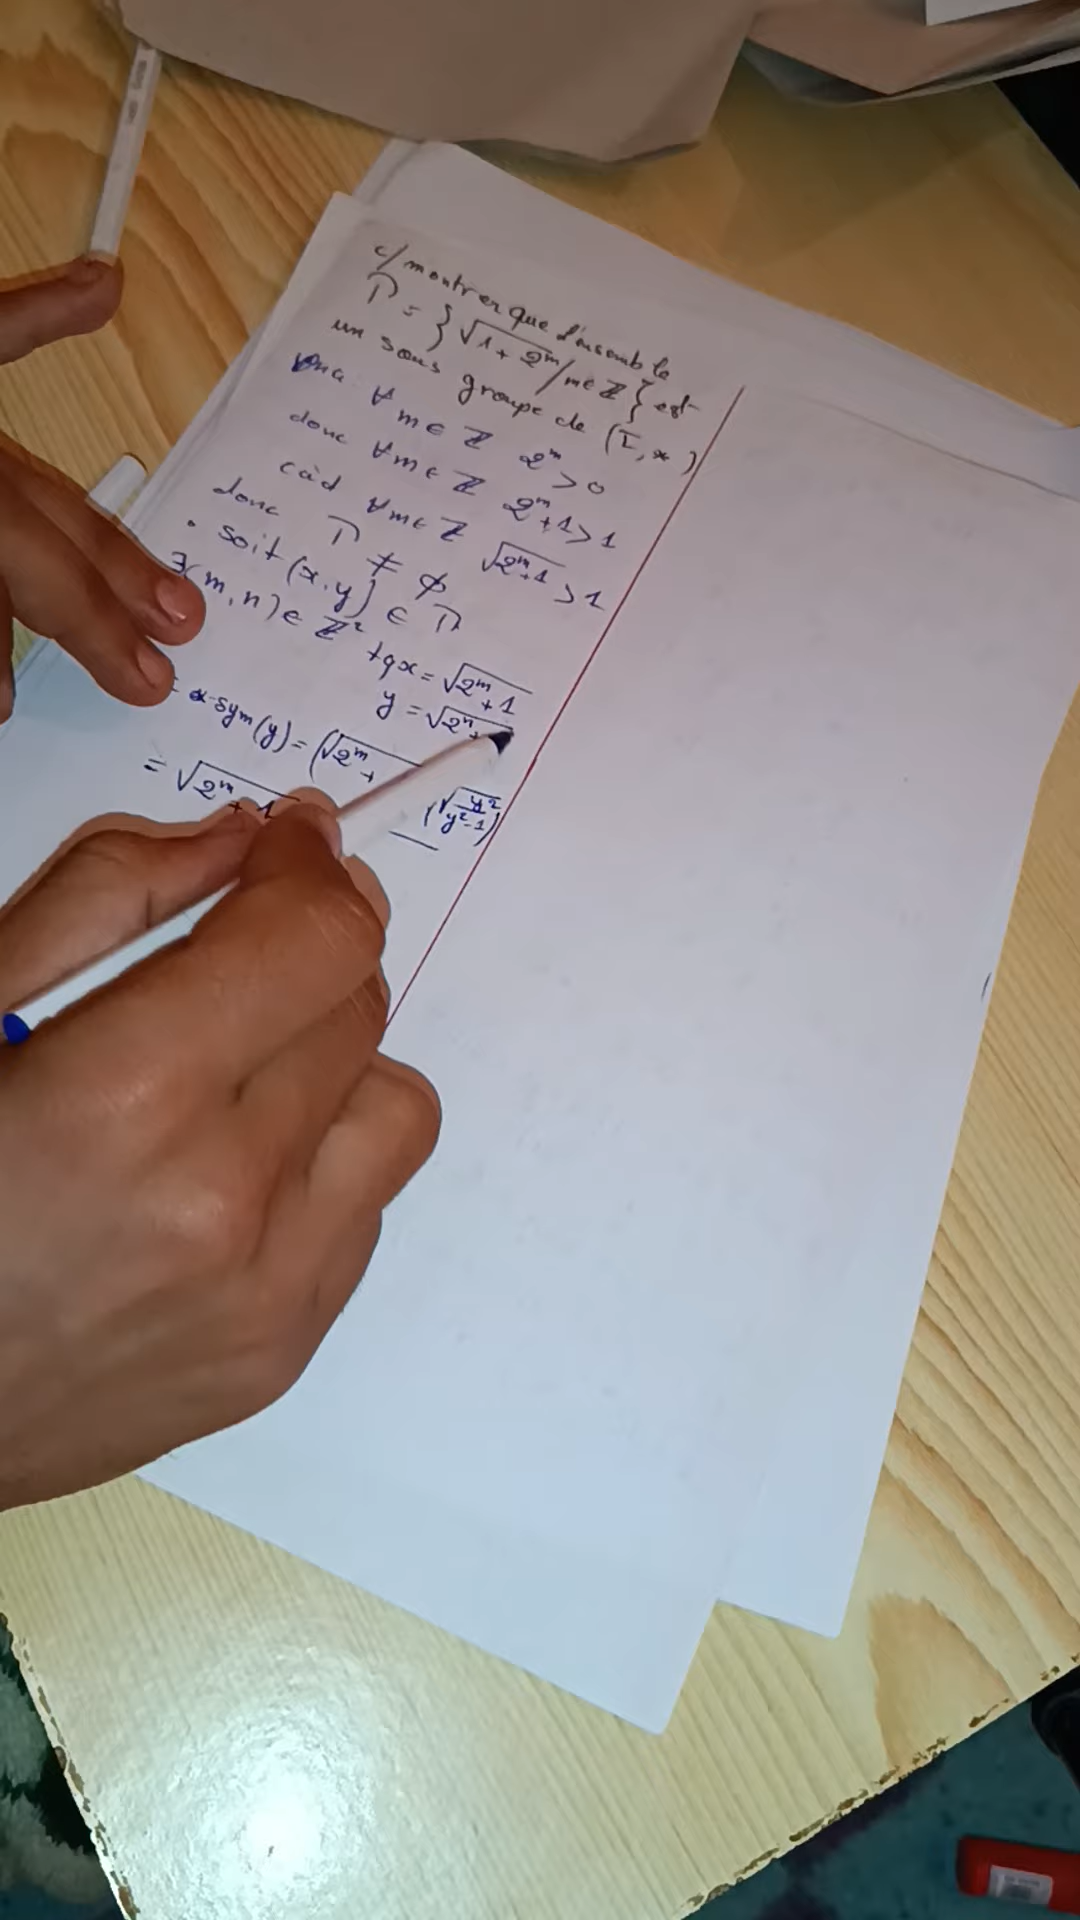 c/ montrer que l'ensemble
Γ = }√1+2^m / m∈ℤ{ est
un sous groupe de (I, *)
Ona: ∀ m∈ ℤ 2^m > 0
donc ∀m∈ ℤ 2^m+1>1
càd ∀m∈ ℤ √2^m+1 > 1
donc Γ ≠ ∅
• soit (x,y) ∈ Γ
∃(m,n)∈ ℤ² tq x = √2^m+1
y = √2^n+
= x*sym(y) = (√2^m+ (√y²/y²-1)
= √2^m+1